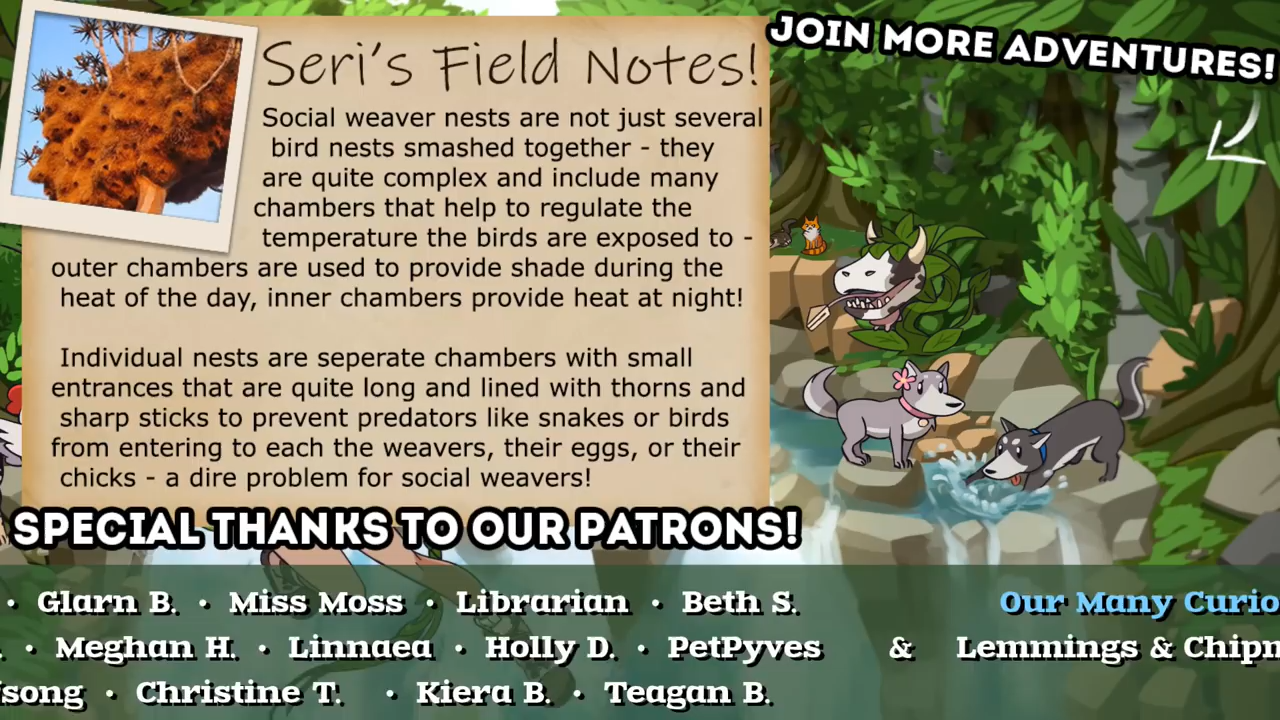 Seri's Field Notes!
Social weaver nests are not just several
bird nests smashed together - they
are quite complex and include many
chambers that help to regulate the
temperature the birds are exposed to -
outer chambers are used to provide shade during the
heat of the day, inner chambers provide heat at night!
Individual nests are seperate chambers with small
entrances that are quite long and lined with thorns and
sharp sticks to prevent predators like snakes or birds
from entering to each the weavers, their eggs, or their
chicks - a dire problem for social weavers!
JOIN MORE ADVENTURES!
SPECIAL THANKS TO OUR PATRONS!
· Glarn B. · Miss Moss · Librarian · Beth S.
· Meghan H. · Linnaea · Holly D. · PetPyves
song · Christine T. · Kiera B. · Teagan B.
Our Many Curio
& Lemmings & Chipm